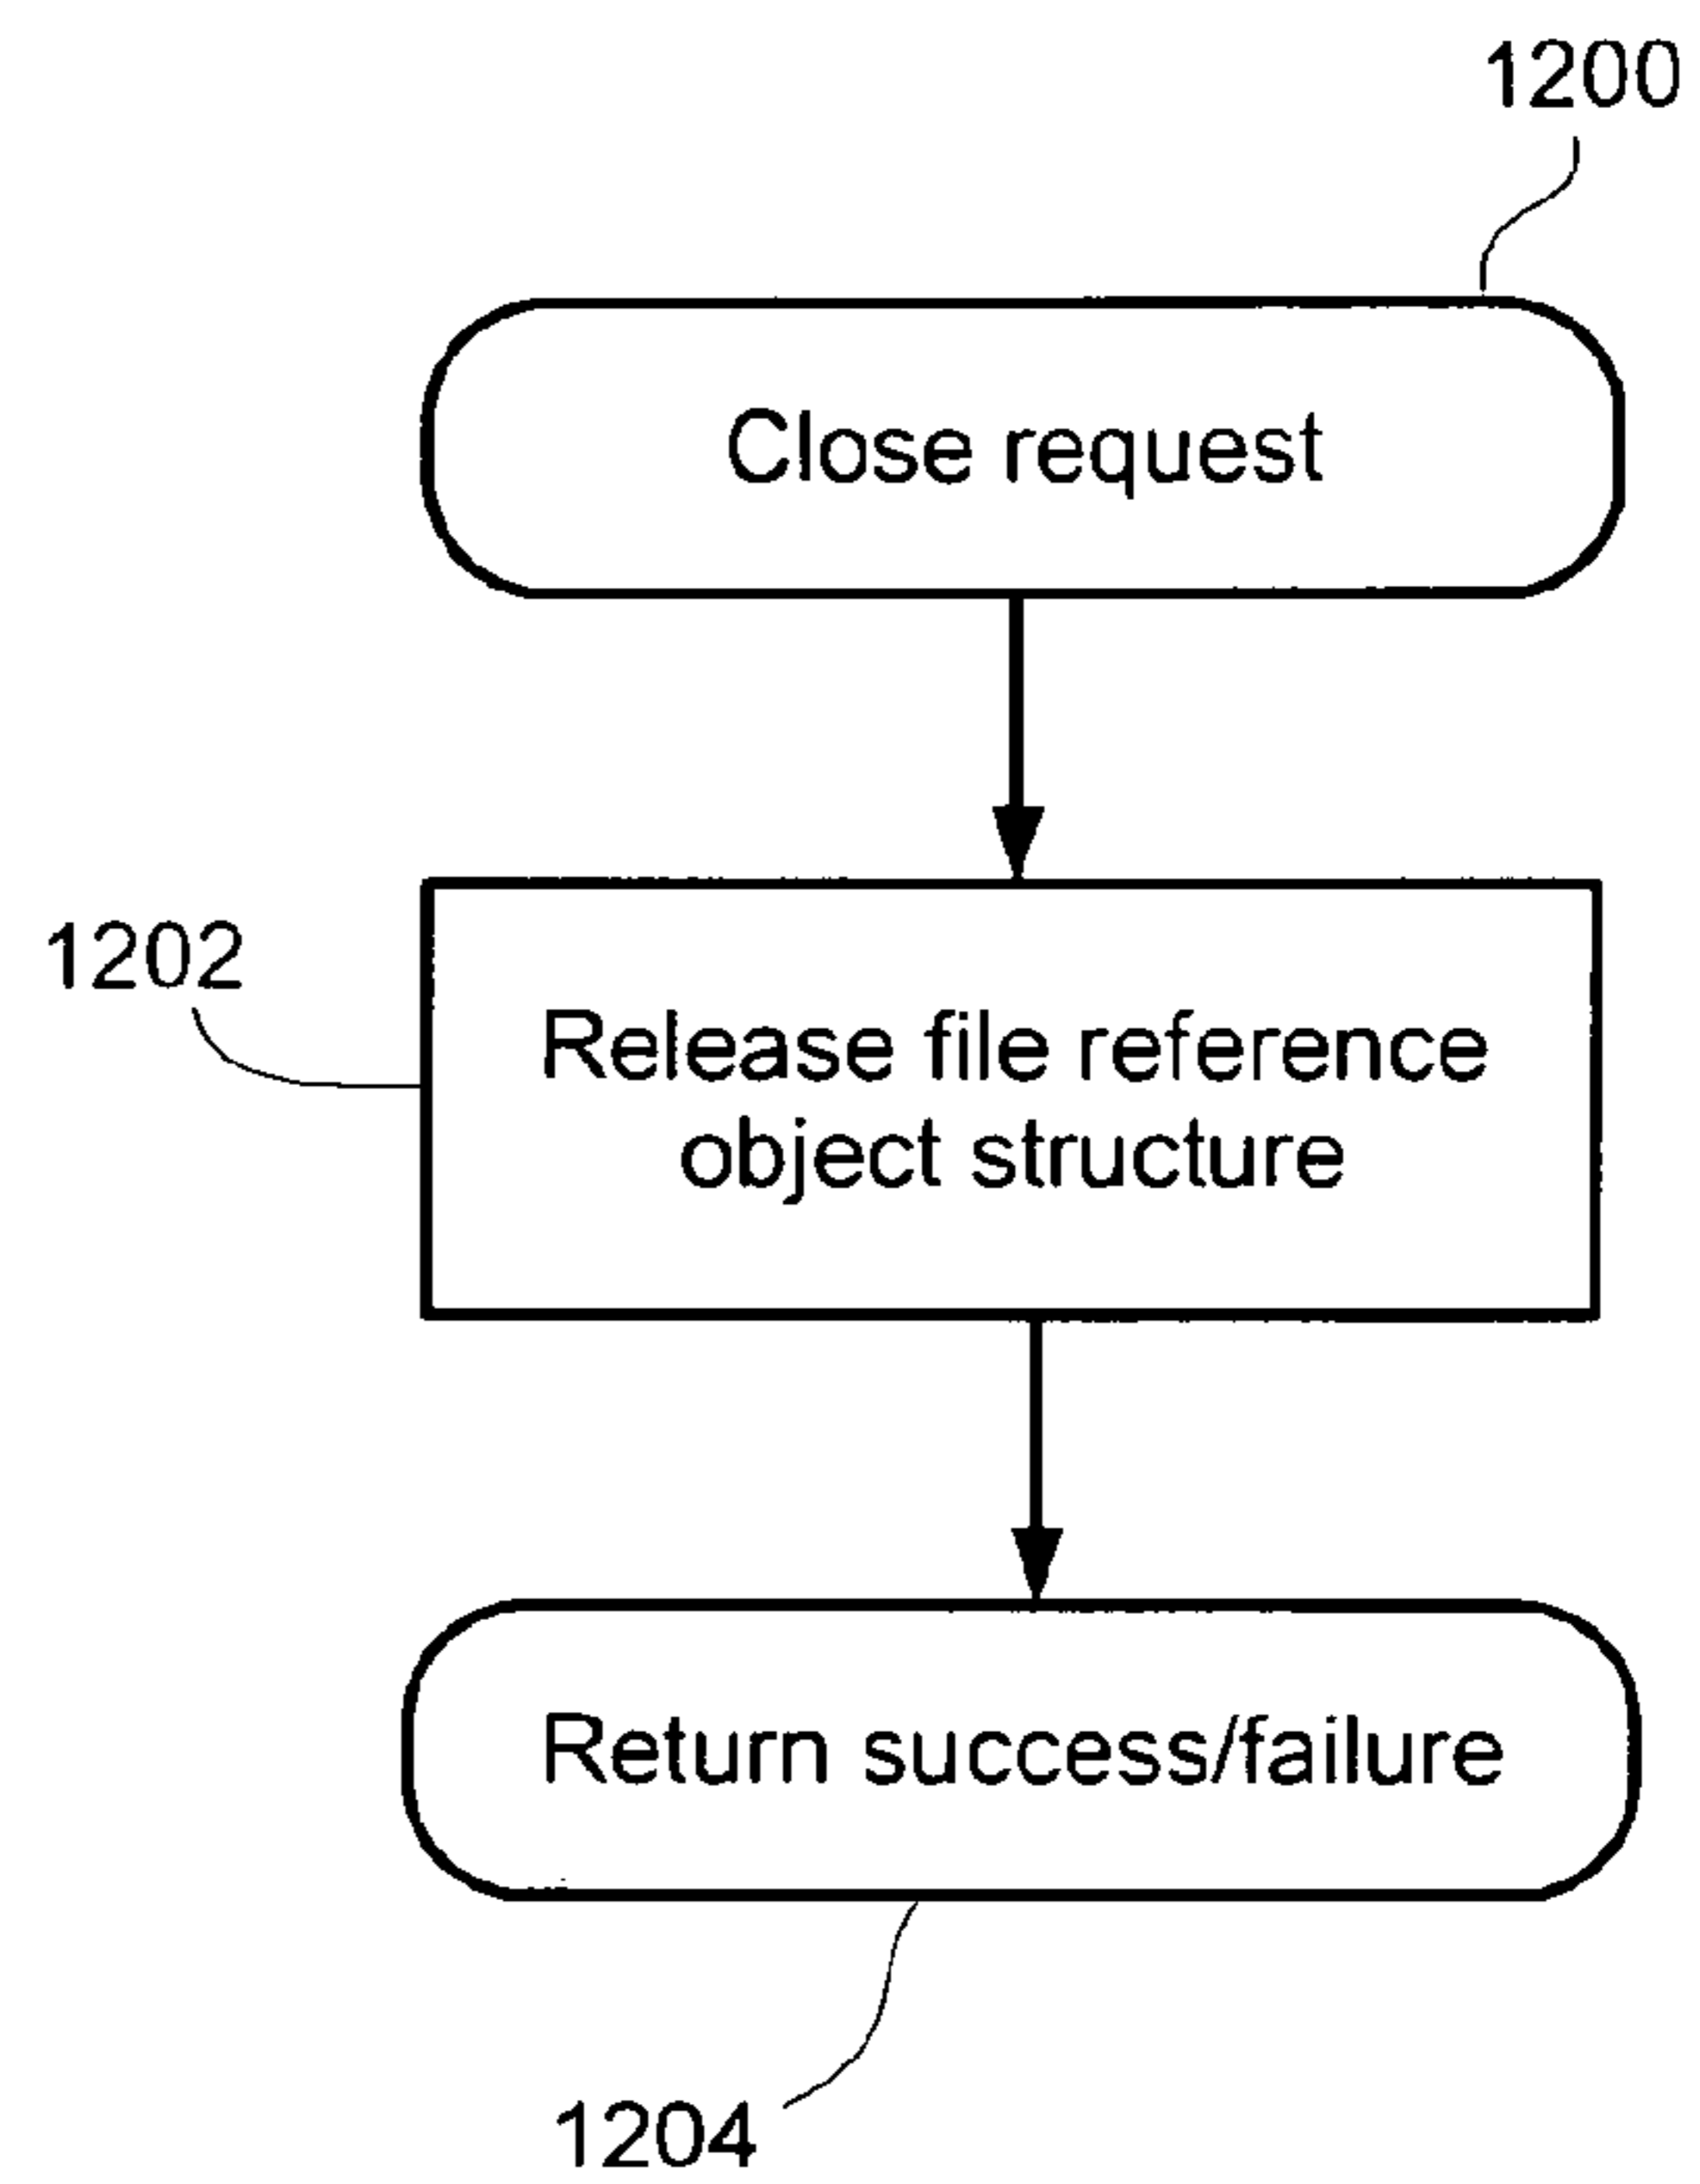 1200
Close request
1202
Release file reference
object structure
Return success/failure
1204